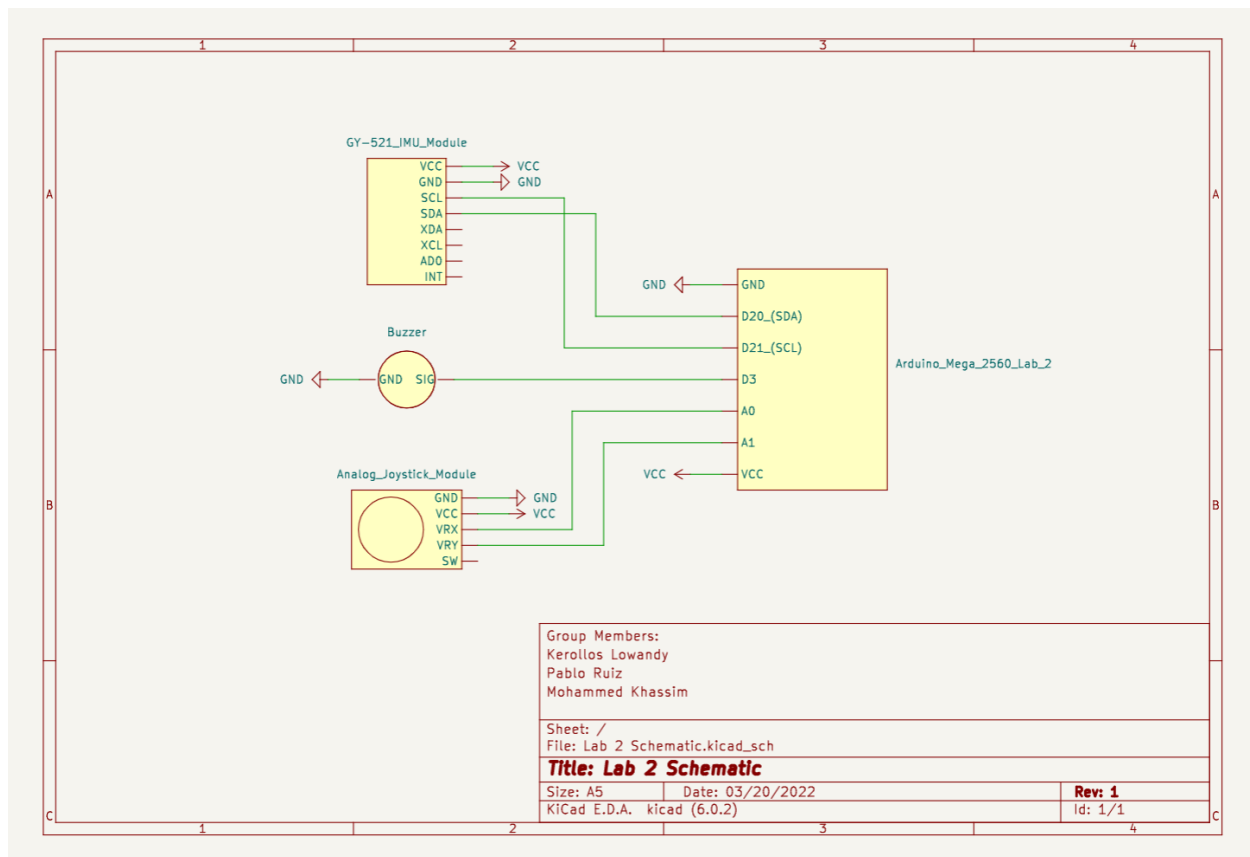 1 2 3 4
A A
GY-521_IMU_Module
VCC VCC
GND GND
SCL
SDA
XDA
XCL
AD0
INT
GND GND
D20_(SDA)
D21_(SCL)
Arduino_Mega_2560_Lab_2
Buzzer
GND GND SIG D3
A0
A1
VCC VCC
Analog_Joystick_Module
GND GND
VCC VCC
VRX
VRY
SW
B B
Group Members:
Kerollos Lowandy
Pablo Ruiz
Mohammed Khassim
Sheet: /
File: Lab 2 Schematic.kicad_sch
Title: Lab 2 Schematic
Size: A5 Date: 03/20/2022 Rev: 1
KiCad E.D.A. kicad (6.0.2) Id: 1/1
C C
1 2 3 4